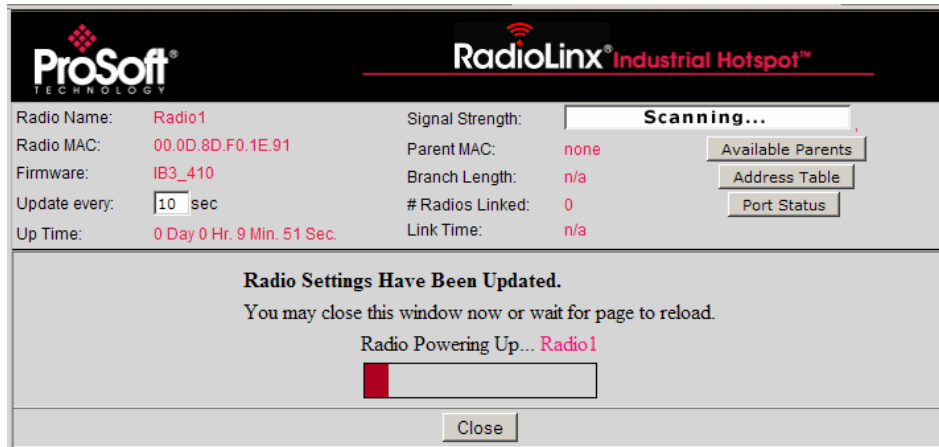 ProSoft®
TECHNOLOGY
RadioLinx® Industrial Hotspot™
Radio Name: Radio1
Radio MAC: 00.0D.8D.F0.1E.91
Firmware: IB3_410
Update every: 10 sec
Up Time: 0 Day 0 Hr. 9 Min. 51 Sec.
Signal Strength: Scanning... ,
Parent MAC: none Available Parents
Branch Length: n/a Address Table
# Radios Linked: 0 Port Status
Link Time: n/a
Radio Settings Have Been Updated.
You may close this window now or wait for page to reload.
Radio Powering Up... Radio1
Close